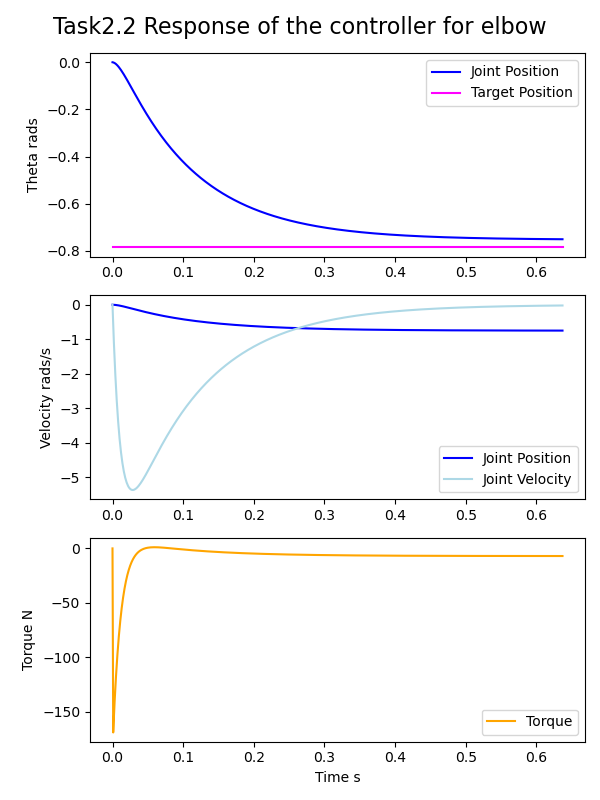 Task2.2 Response of the controller for elbow
0.0
−0.2
−0.4
−0.6
−0.8
Theta rads
Joint Position
Target Position
0.0 0.1 0.2 0.3 0.4 0.5 0.6
0
−1
−2
−3
−4
−5
Velocity rads/s
Joint Position
Joint Velocity
0.0 0.1 0.2 0.3 0.4 0.5 0.6
0
−50
−100
−150
Torque N
Torque
0.0 0.1 0.2 0.3 0.4 0.5 0.6
Time s